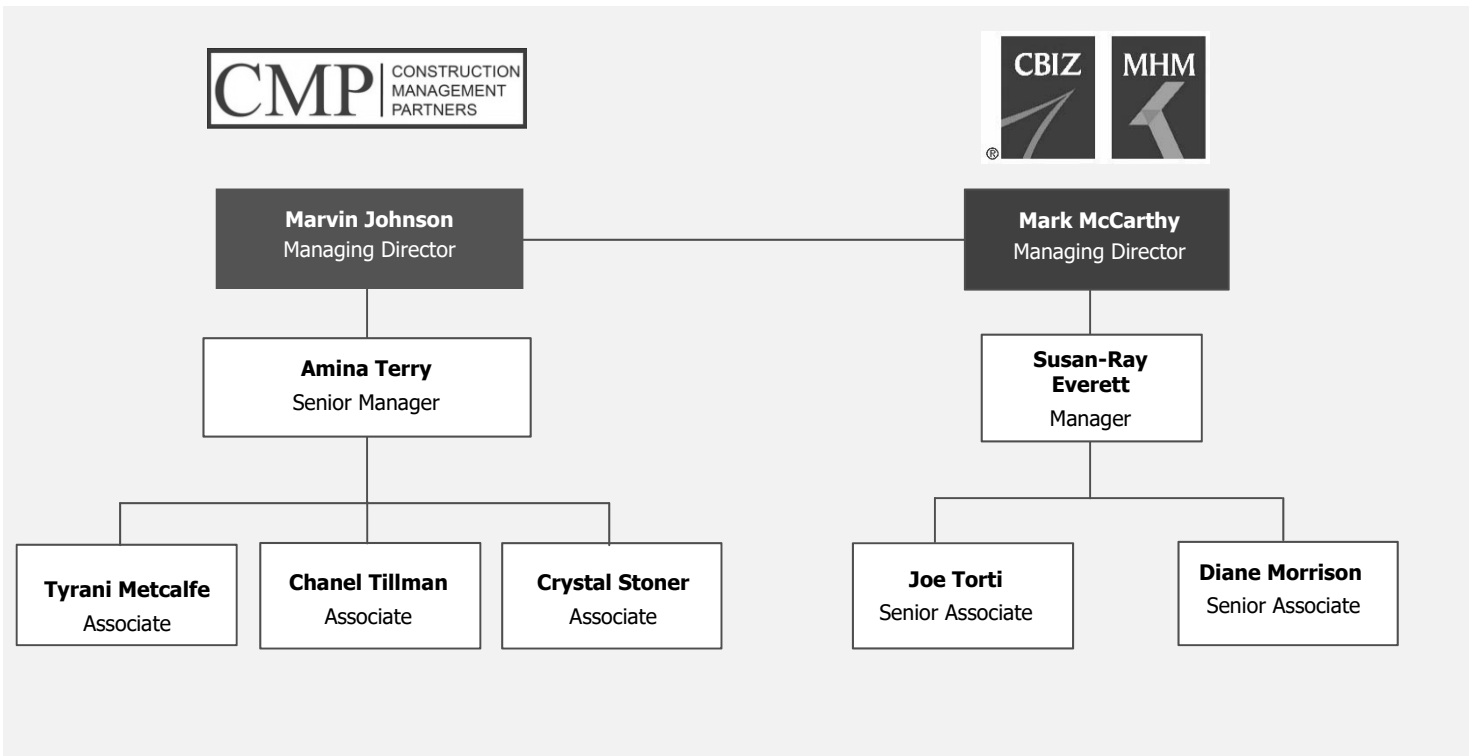 CMP
CONSTRUCTION
MANAGEMENT
PARTNERS
CBIZ
MHM
®
Marvin Johnson
Managing Director
Mark McCarthy
Managing Director
Amina Terry
Senior Manager
Susan-Ray
Everett
Manager
Tyrani Metcalfe
Associate
Chanel Tillman
Associate
Crystal Stoner
Associate
Joe Torti
Senior Associate
Diane Morrison
Senior Associate